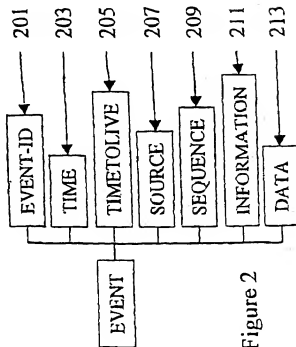 EVENT
EVENT-ID
TIME
TIMETOLIVE
SOURCE
SEQUENCE
INFORMATION
DATA
201
203
205
207
209
211
213
Figure 2